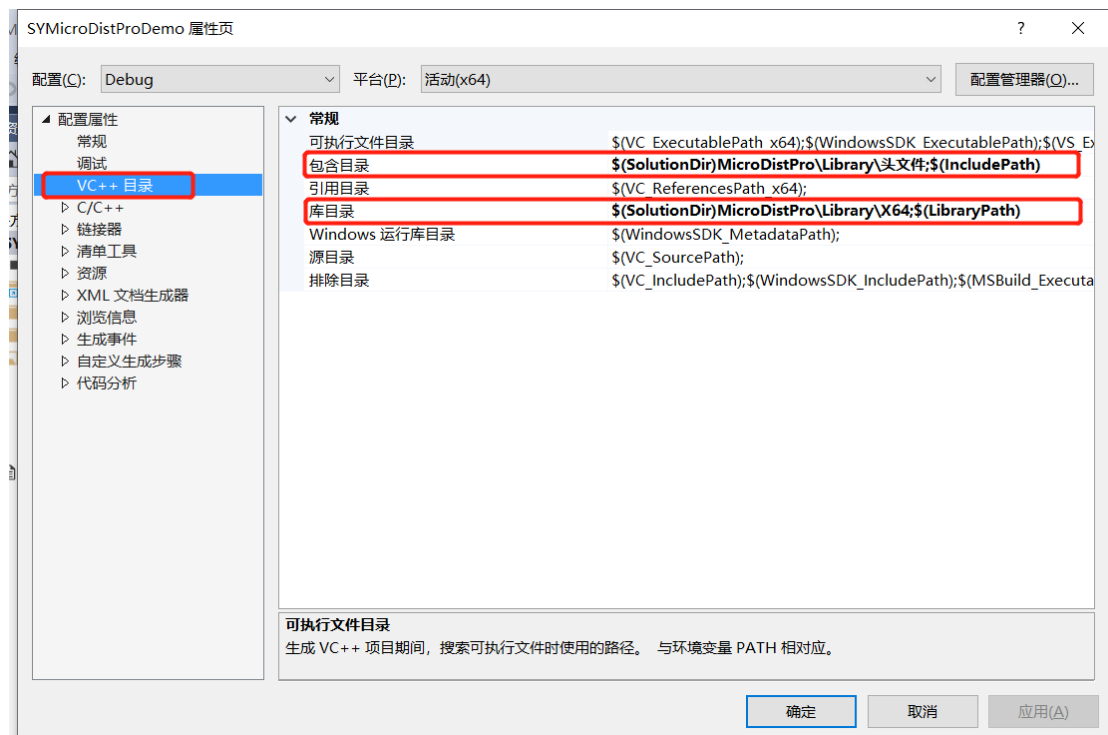 SYMicroDistProDemo 属性页
配置(C): Debug 平台(P): 活动(x64) 配置管理器(O)...
配置属性
常规
调试
VC++ 目录
C/C++
链接器
清单工具
资源
XML 文档生成器
浏览信息
生成事件
自定义生成步骤
代码分析
常规
可执行文件目录 $(VC_ExecutablePath_x64);$(WindowsSDK_ExecutablePath);$(VS_Ex
包含目录 $(SolutionDir)MicroDistPro\Library\头文件;$(IncludePath)
引用目录 $(VC_ReferencesPath_x64);
库目录 $(SolutionDir)MicroDistPro\Library\X64;$(LibraryPath)
Windows 运行库目录 $(WindowsSDK_MetadataPath);
源目录 $(VC_SourcePath);
排除目录 $(VC_IncludePath);$(WindowsSDK_IncludePath);$(MSBuild_Executa
可执行文件目录
生成 VC++ 项目期间，搜索可执行文件时使用的路径。 与环境变量 PATH 相对应。
确定 取消 应用(A)